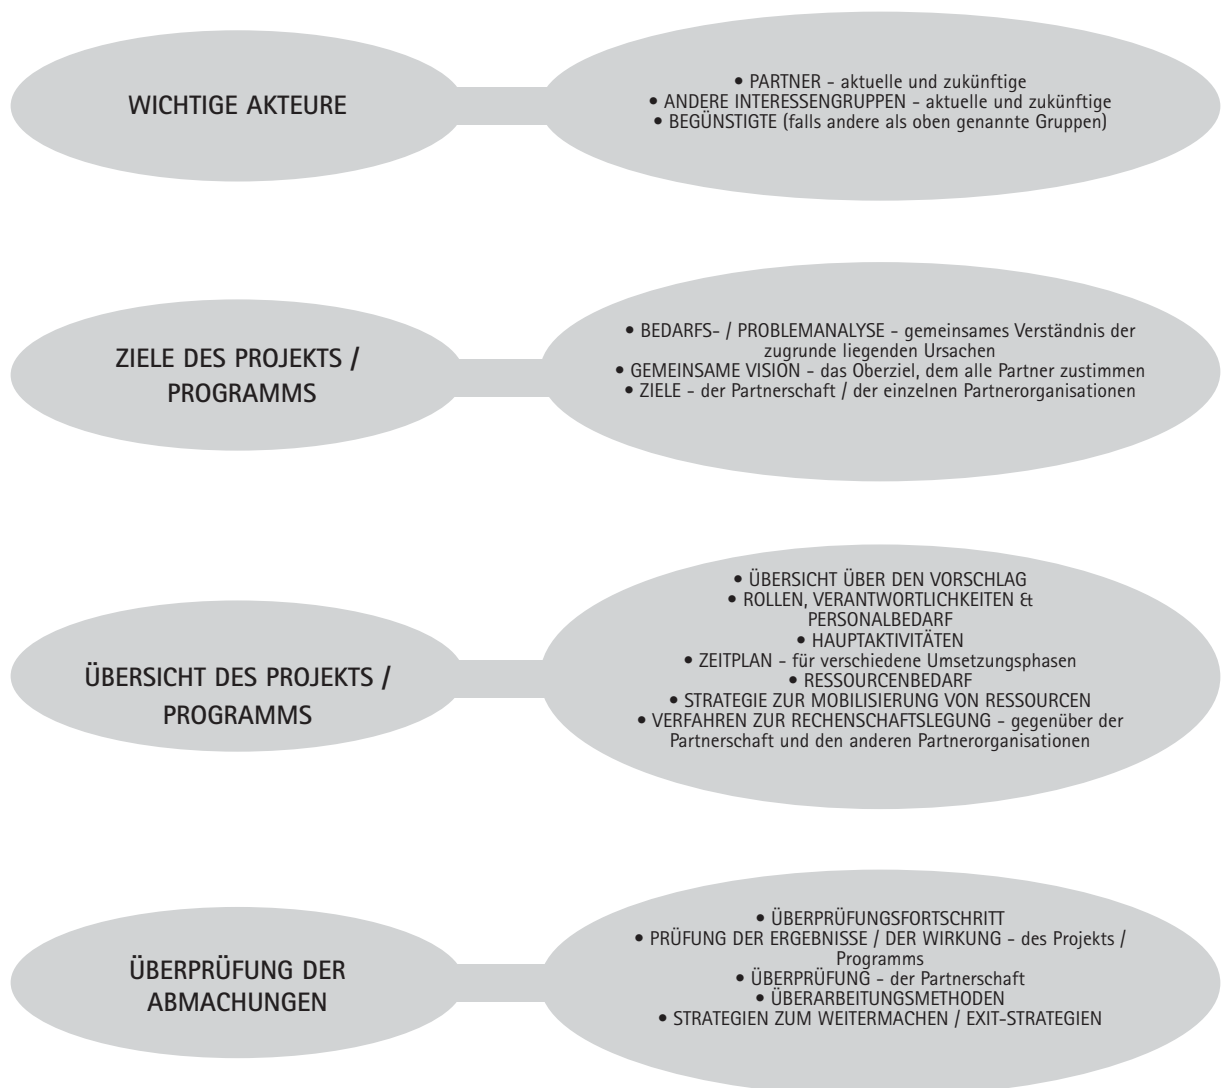 WICHTIGE AKTEURE
• PARTNER - aktuelle und zukünftige
• ANDERE INTERESSENGRUPPEN - aktuelle und zukünftige
• BEGÜNSTIGTE (falls andere als oben genannte Gruppen)
ZIELE DES PROJEKTS /
PROGRAMMS
• BEDARFS- / PROBLEMANALYSE - gemeinsames Verständnis der
zugrunde liegenden Ursachen
• GEMEINSAME VISION - das Oberziel, dem alle Partner zustimmen
• ZIELE - der Partnerschaft / der einzelnen Partnerorganisationen
ÜBERSICHT DES PROJEKTS /
PROGRAMMS
• ÜBERSICHT ÜBER DEN VORSCHLAG
• ROLLEN, VERANTWORTLICHKEITEN &
PERSONALBEDARF
• HAUPTAKTIVITÄTEN
• ZEITPLAN - für verschiedene Umsetzungsphasen
• RESSOURCENBEDARF
• STRATEGIE ZUR MOBILISIERUNG VON RESSOURCEN
• VERFAHREN ZUR RECHENSCHAFTSLEGUNG - gegenüber der
Partnerschaft und den anderen Partnerorganisationen
ÜBERPRÜFUNG DER
ABMACHUNGEN
• ÜBERPRÜFUNGSFORTSCHRITT
• PRÜFUNG DER ERGEBNISSE / DER WIRKUNG - des Projekts /
Programms
• ÜBERPRÜFUNG - der Partnerschaft
• ÜBERARBEITUNGSMETHODEN
• STRATEGIEN ZUM WEITERMACHEN / EXIT-STRATEGIEN